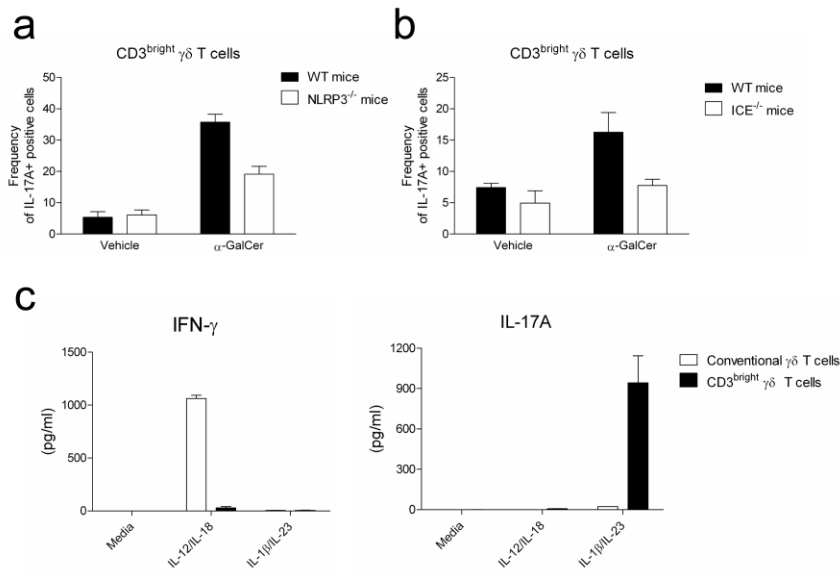 a
CD3bright γδ T cells
Frequency
of IL-17A+ positive cells
50
40
30
20
10
0
Vehicle
α-GalCer
WT mice
NLRP3-/- mice
b
CD3bright γδ T cells
Frequency
of IL-17A+ positive cells
25
20
15
10
5
0
Vehicle
α-GalCer
WT mice
ICE-/- mice
c
IFN-γ
(pg/ml)
1500
1000
500
0
Media
IL-12/IL-18
IL-1β/IL-23
IL-17A
(pg/ml)
1200
900
600
300
0
Media
IL-12/IL-18
IL-1β/IL-23
Conventional γδ T cells
CD3bright γδ T cells